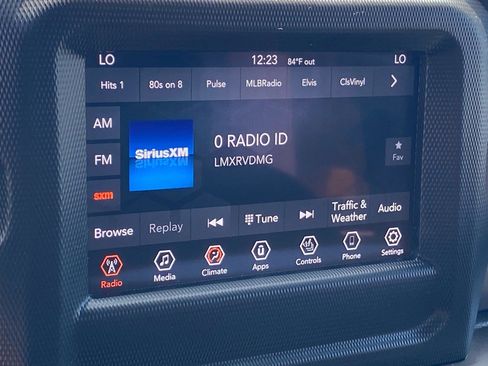 LO 12:23 84°F out LO
Hits 1 80s on 8 Pulse MLBRadio Elvis ClsVinyl
AM
FM
sxm
SiriusXM
0 RADIO ID
LMXRVDMG
Fav
Browse Replay Tune Traffic & Weather Audio
Radio Media Climate Apps Controls Phone Settings